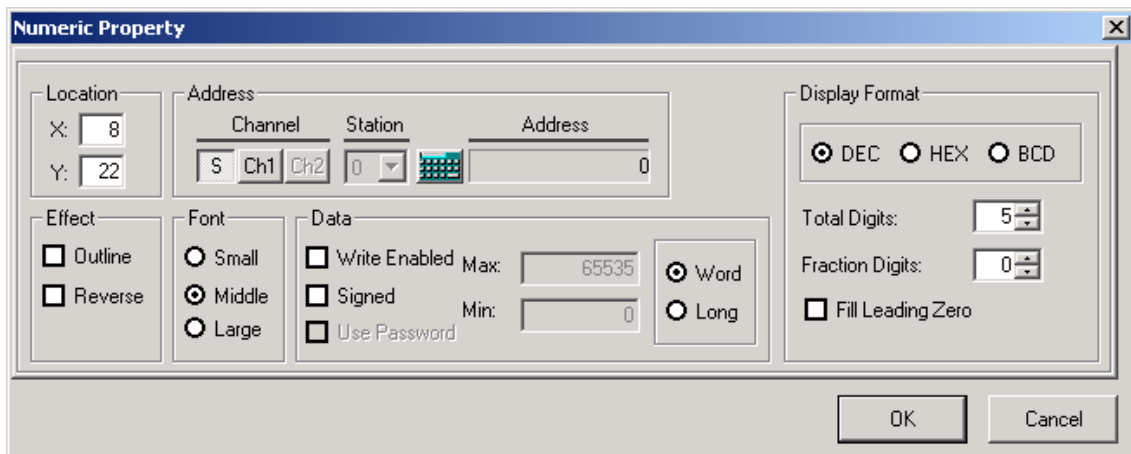 Numeric Property
Location
X: 8
Y: 22
Address
Channel Station Address
S Ch1 Ch2 0 0
Display Format
DEC HEX BCD
Total Digits: 5
Fraction Digits: 0
Fill Leading Zero
Effect
Outline
Reverse
Font
Small
Middle
Large
Data
Write Enabled Max: 65535
Signed Min: 0
Use Password
Word
Long
OK Cancel